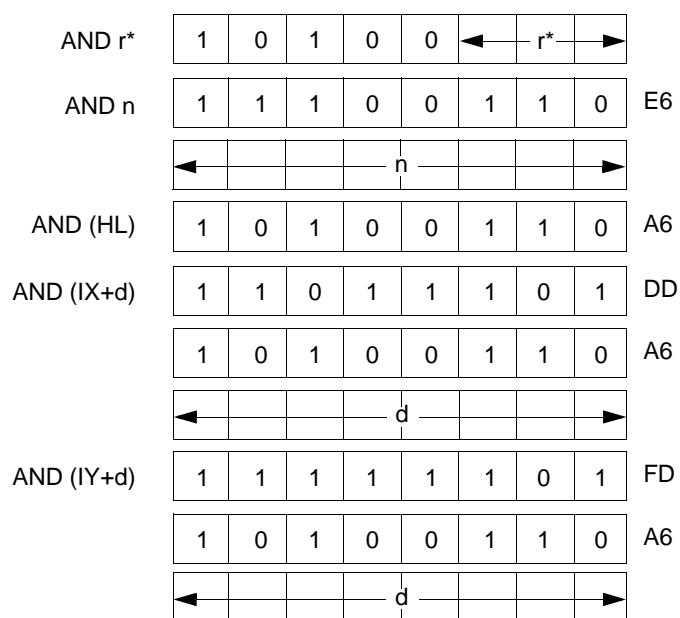 AND r* 1 0 1 0 0 r*
AND n 1 1 1 0 0 1 1 0 E6
n
AND (HL) 1 0 1 0 0 1 1 0 A6
AND (IX+d) 1 1 0 1 1 1 0 1 DD
1 0 1 0 0 1 1 0 A6
d
AND (IY+d) 1 1 1 1 1 1 0 1 FD
1 0 1 0 0 1 1 0 A6
d